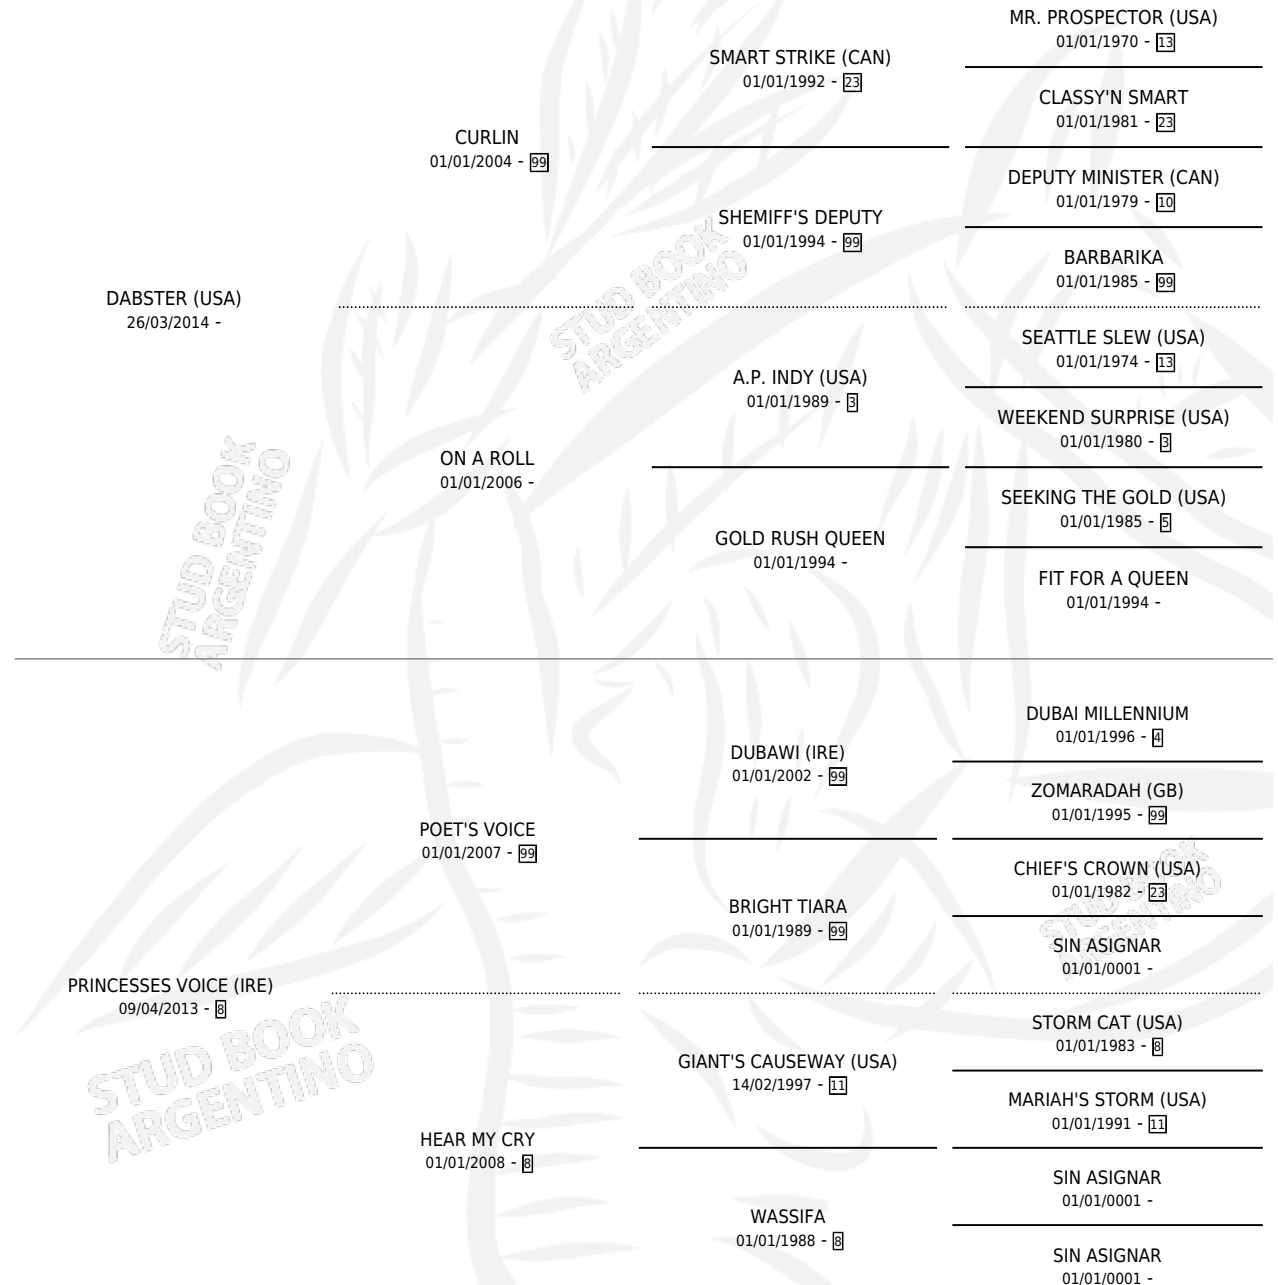 MR. PROSPECTOR (USA)
01/01/1970 - 13
SMART STRIKE (CAN)
01/01/1992 - 23
CLASSY'N SMART
01/01/1981 - 23
CURLIN
01/01/2004 - 99
DEPUTY MINISTER (CAN)
01/01/1979 - 10
SHEMIFF'S DEPUTY
01/01/1994 - 99
BARBARIKA
01/01/1985 - 99
DABSTER (USA)
26/03/2014 -
SEATTLE SLEW (USA)
01/01/1974 - 13
A.P. INDY (USA)
01/01/1989 - 3
WEEKEND SURPRISE (USA)
01/01/1980 - 3
ON A ROLL
01/01/2006 -
SEEKING THE GOLD (USA)
01/01/1985 - 5
GOLD RUSH QUEEN
01/01/1994 -
FIT FOR A QUEEN
01/01/1994 -
DUBAI MILLENNIUM
01/01/1996 - 4
DUBAWI (IRE)
01/01/2002 - 99
ZOMARADAH (GB)
01/01/1995 - 99
POET'S VOICE
01/01/2007 - 99
CHIEF'S CROWN (USA)
01/01/1982 - 23
BRIGHT TIARA
01/01/1989 - 99
SIN ASIGNAR
01/01/0001 -
PRINCESSES VOICE (IRE)
09/04/2013 - 8
STORM CAT (USA)
01/01/1983 - 8
GIANT'S CAUSEWAY (USA)
14/02/1997 - 11
MARIAH'S STORM (USA)
01/01/1991 - 11
HEAR MY CRY
01/01/2008 - 8
SIN ASIGNAR
01/01/0001 -
WASSIFA
01/01/1988 - 8
SIN ASIGNAR
01/01/0001 -
STUD BOOK
ARGENTINO
STUD BOOK
ARGENTINO
STUD BOOK
ARGENTINO
STUD BOOK
ARGENTINO